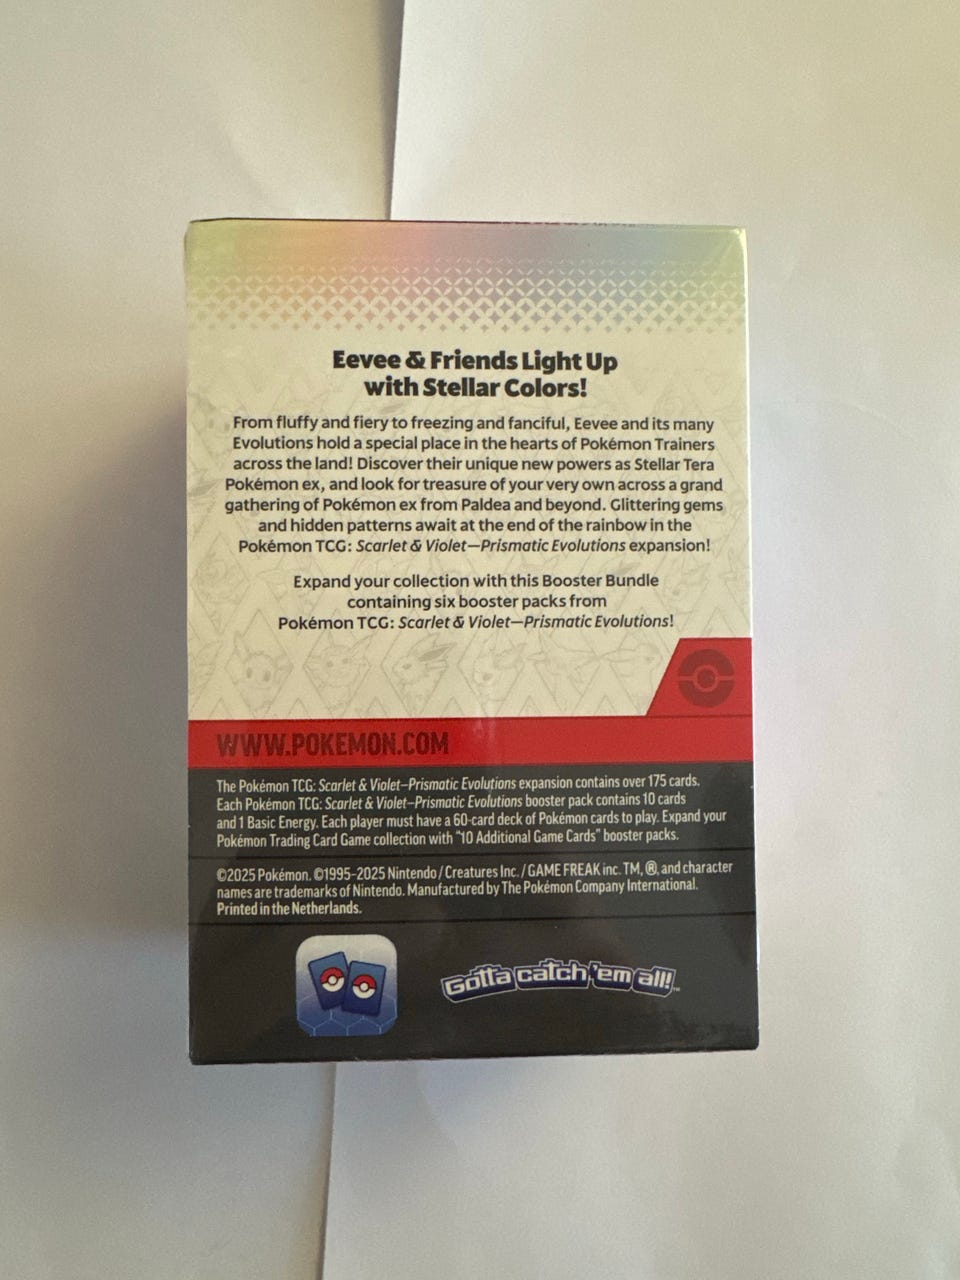 Eevee & Friends Light Up
with Stellar Colors!
From fluffy and fiery to freezing and fanciful, Eevee and its many
Evolutions hold a special place in the hearts of Pokémon Trainers
across the land! Discover their unique new powers as Stellar Tera
Pokémon ex, and look for treasure of your very own across a grand
gathering of Pokémon ex from Paldea and beyond. Glittering gems
and hidden patterns await at the end of the rainbow in the
Pokémon TCG: Scarlet & Violet—Prismatic Evolutions expansion!
Expand your collection with this Booster Bundle
containing six booster packs from
Pokémon TCG: Scarlet & Violet—Prismatic Evolutions!
WWW.POKEMON.COM
The Pokémon TCG: Scarlet & Violet—Prismatic Evolutions expansion contains over 175 cards.
Each Pokémon TCG: Scarlet & Violet—Prismatic Evolutions booster pack contains 10 cards
and 1 Basic Energy. Each player must have a 60-card deck of Pokémon cards to play. Expand your
Pokémon Trading Card Game collection with "10 Additional Game Cards" booster packs.
©2025 Pokémon. ©1995–2025 Nintendo / Creatures Inc. / GAME FREAK inc. TM, ®, and character
names are trademarks of Nintendo. Manufactured by The Pokémon Company International.
Printed in the Netherlands.
Gotta catch 'em all!™